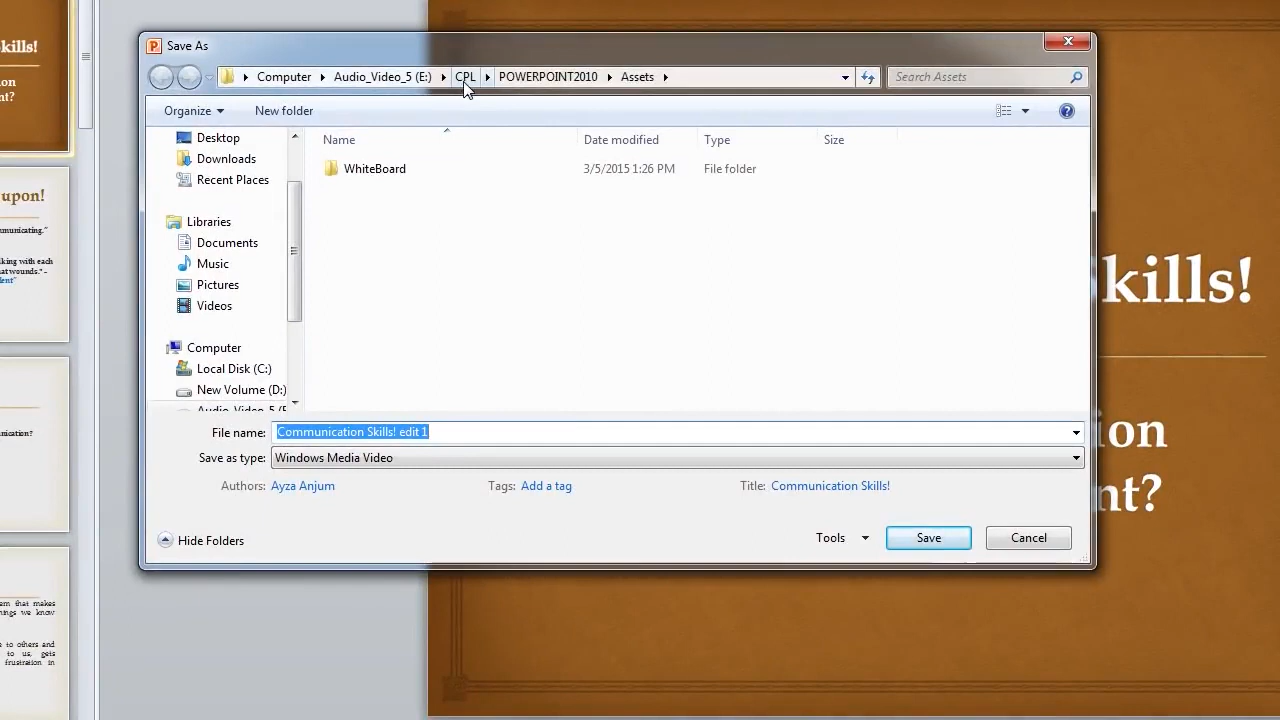 Save As
Computer Audio_Video_5 (E:) CPL POWERPOINT2010 Assets
Search Assets
Organize New folder
Name Date modified Type Size
WhiteBoard 3/5/2015 1:26 PM File folder
Desktop
Downloads
Recent Places
Libraries
Documents
Music
Pictures
Videos
Computer
Local Disk (C:)
New Volume (D:)
File name: Communication Skills! edit 1
Save as type: Windows Media Video
Authors: Ayza Anjum Tags: Add a tag Title: Communication Skills!
Hide Folders Tools Save Cancel
kills!
ion
nt?
upon!